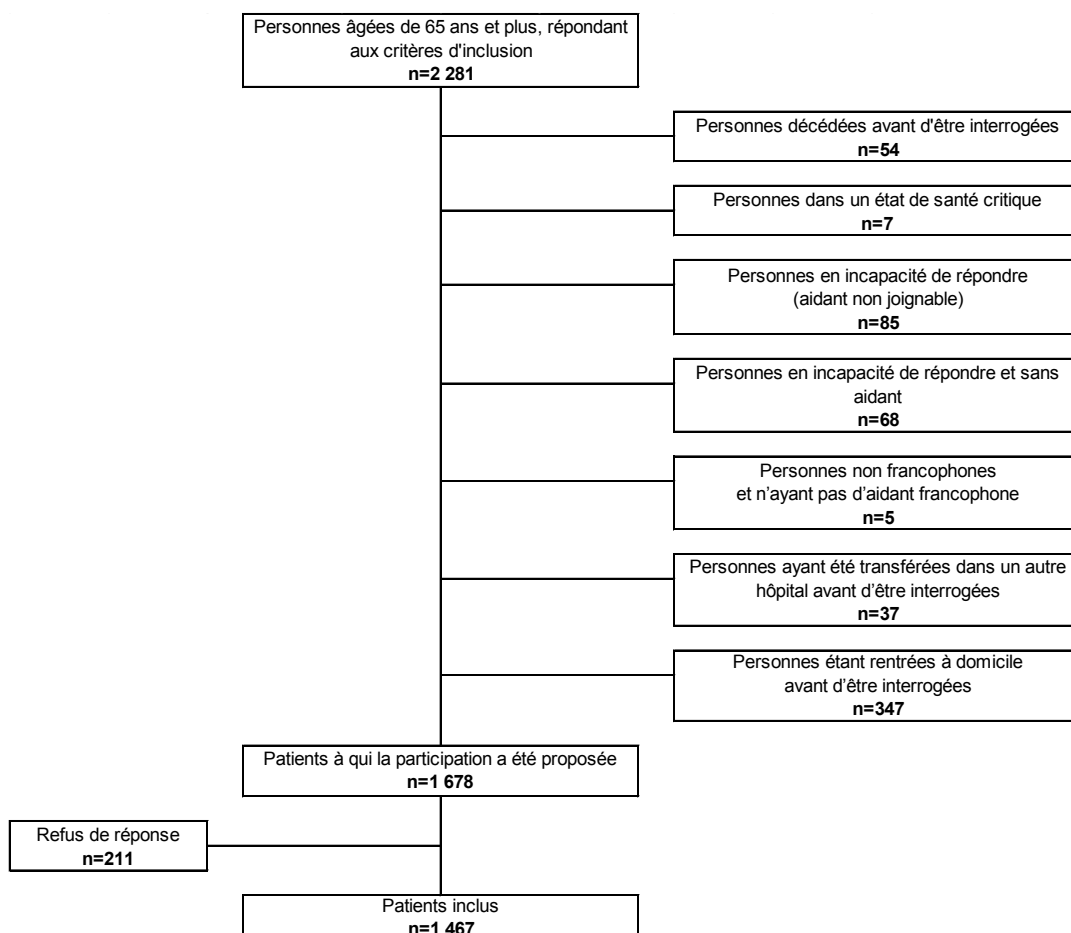 Personnes âgées de 65 ans et plus, répondant
aux critères d'inclusion
n=2 281
Personnes décédées avant d'être interrogées
n=54
Personnes dans un état de santé critique
n=7
Personnes en incapacité de répondre
(aidant non joignable)
n=85
Personnes en incapacité de répondre et sans
aidant
n=68
Personnes non francophones
et n’ayant pas d’aidant francophone
n=5
Personnes ayant été transférées dans un autre
hôpital avant d’être interrogées
n=37
Personnes étant rentrées à domicile
avant d’être interrogées
n=347
Patients à qui la participation a été proposée
n=1 678
Refus de réponse
n=211
Patients inclus
n=1 467